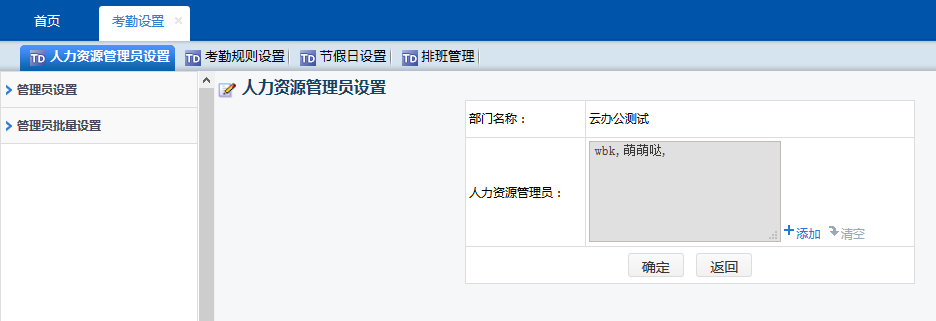 首页
考勤设置 ×
TD 人力资源管理员设置 TD 考勤规则设置 TD 节假日设置 TD 排班管理
管理员设置
管理员批量设置
人力资源管理员设置
部门名称： 云办公测试
人力资源管理员： wbk,萌萌哒,
添加 清空
确定 返回